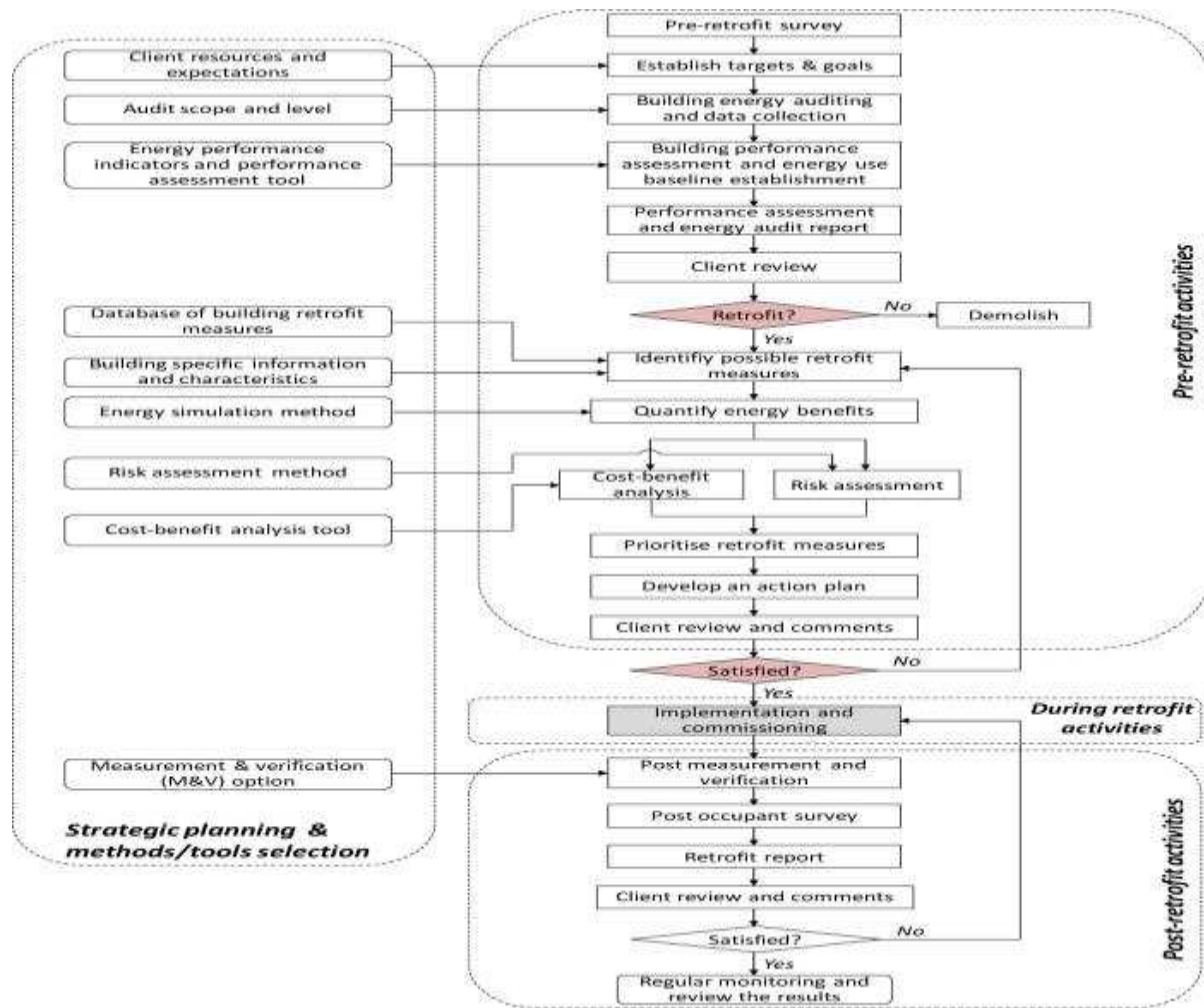 Client resources and
expectations
Audit scope and level
Energy performance
indicators and performance
assessment tool
Database of building retrofit
measures
Building specific information
and characteristics
Energy simulation method
Risk assessment method
Cost-benefit analysis tool
Measurement & verification
(M&V) option
Strategic planning &
methods/tools selection
Pre-retrofit survey
Establish targets & goals
Building energy auditing
and data collection
Building performance
assessment and energy use
baseline establishment
Performance assessment
and energy audit report
Client review
Retrofit?
No
Demolish
Yes
Identifiy possible retrofit
measures
Quantify energy benefits
Cost-benefit
analysis
Risk assessment
Prioritise retrofit measures
Develop an action plan
Client review and comments
Satisfied?
No
Yes
Pre-retrofit activities
Implementation and
commissioning
During retrofit
activities
Post measurement and
verification
Post occupant survey
Retrofit report
Client review and comments
Satisfied?
No
Yes
Regular monitoring and
review the results
Post-retrofit activities